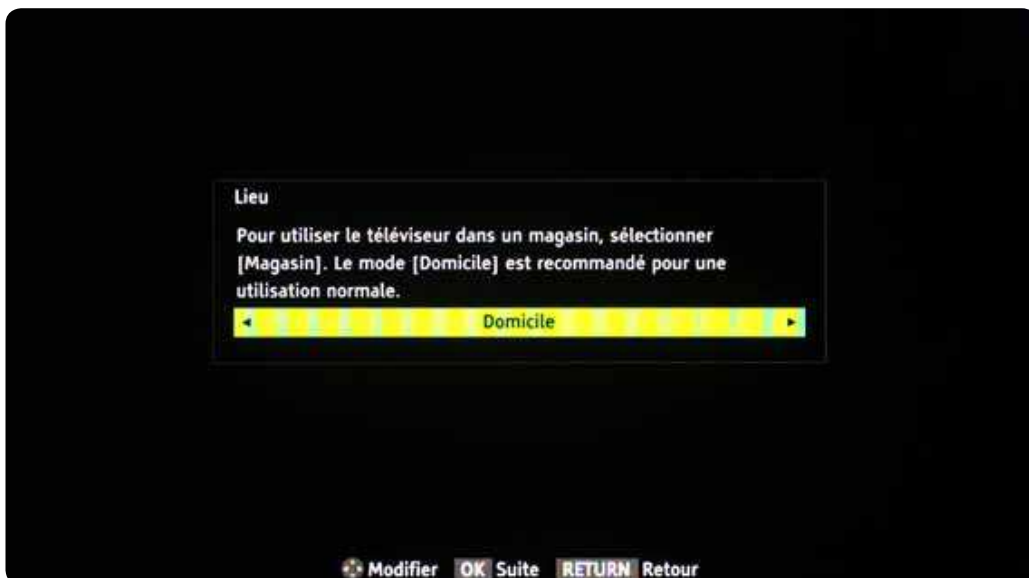 Lieu
Pour utiliser le téléviseur dans un magasin, sélectionner
[Magasin]. Le mode [Domicile] est recommandé pour une
utilisation normale.
Domicile
Modifier OK Suite RETURN Retour